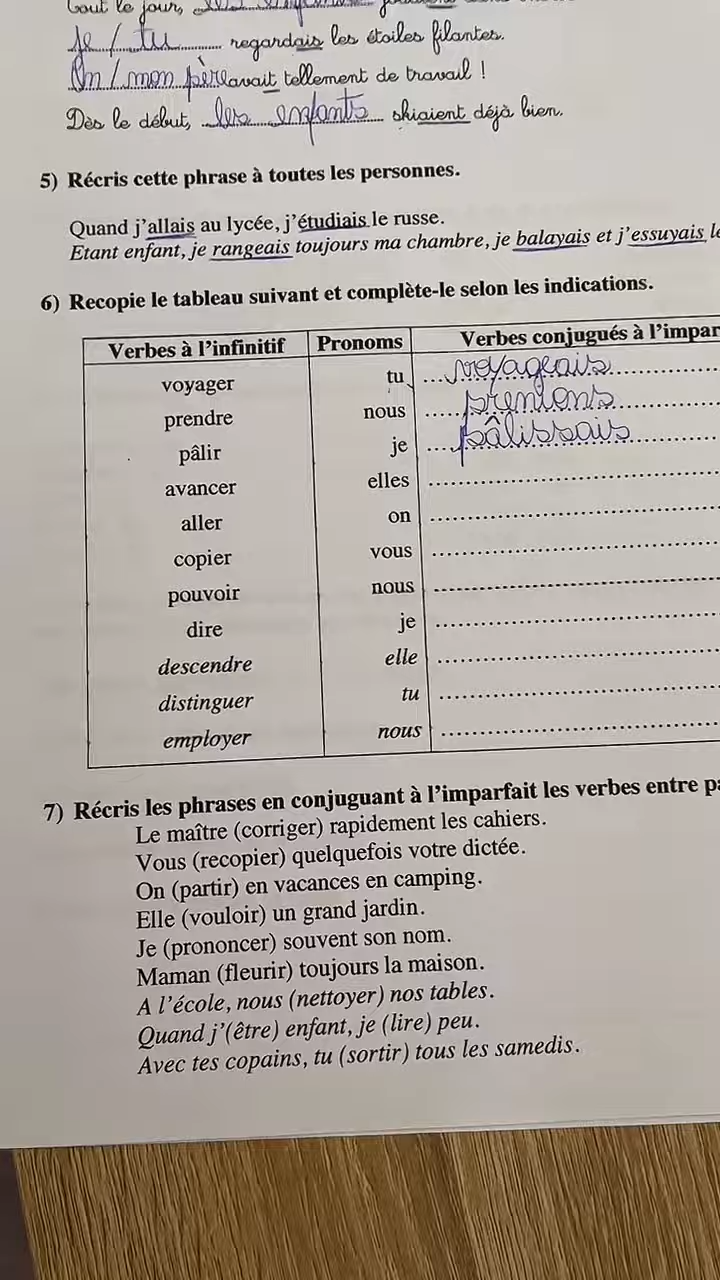 Tout le jour,
je / tu regardais les étoiles filantes.
On / mon père avait tellement de travail !
Dès le début, les enfants skiaient déjà bien.
5) Récris cette phrase à toutes les personnes.
Quand j'allais au lycée, j'étudiais le russe.
Etant enfant, je rangeais toujours ma chambre, je balayais et j'essuyais
6) Recopie le tableau suivant et complète-le selon les indications.
Verbes à l'infinitif Pronoms Verbes conjugués à l'impar
voyager tu voyageais
prendre nous prenions
pâlir je pâlissais
avancer elles
aller on
copier vous
pouvoir nous
dire je
descendre elle
distinguer tu
employer nous
7) Récris les phrases en conjuguant à l'imparfait les verbes entre pa
Le maître (corriger) rapidement les cahiers.
Vous (recopier) quelquefois votre dictée.
On (partir) en vacances en camping.
Elle (vouloir) un grand jardin.
Je (prononcer) souvent son nom.
Maman (fleurir) toujours la maison.
A l'école, nous (nettoyer) nos tables.
Quand j'(être) enfant, je (lire) peu.
Avec tes copains, tu (sortir) tous les samedis.